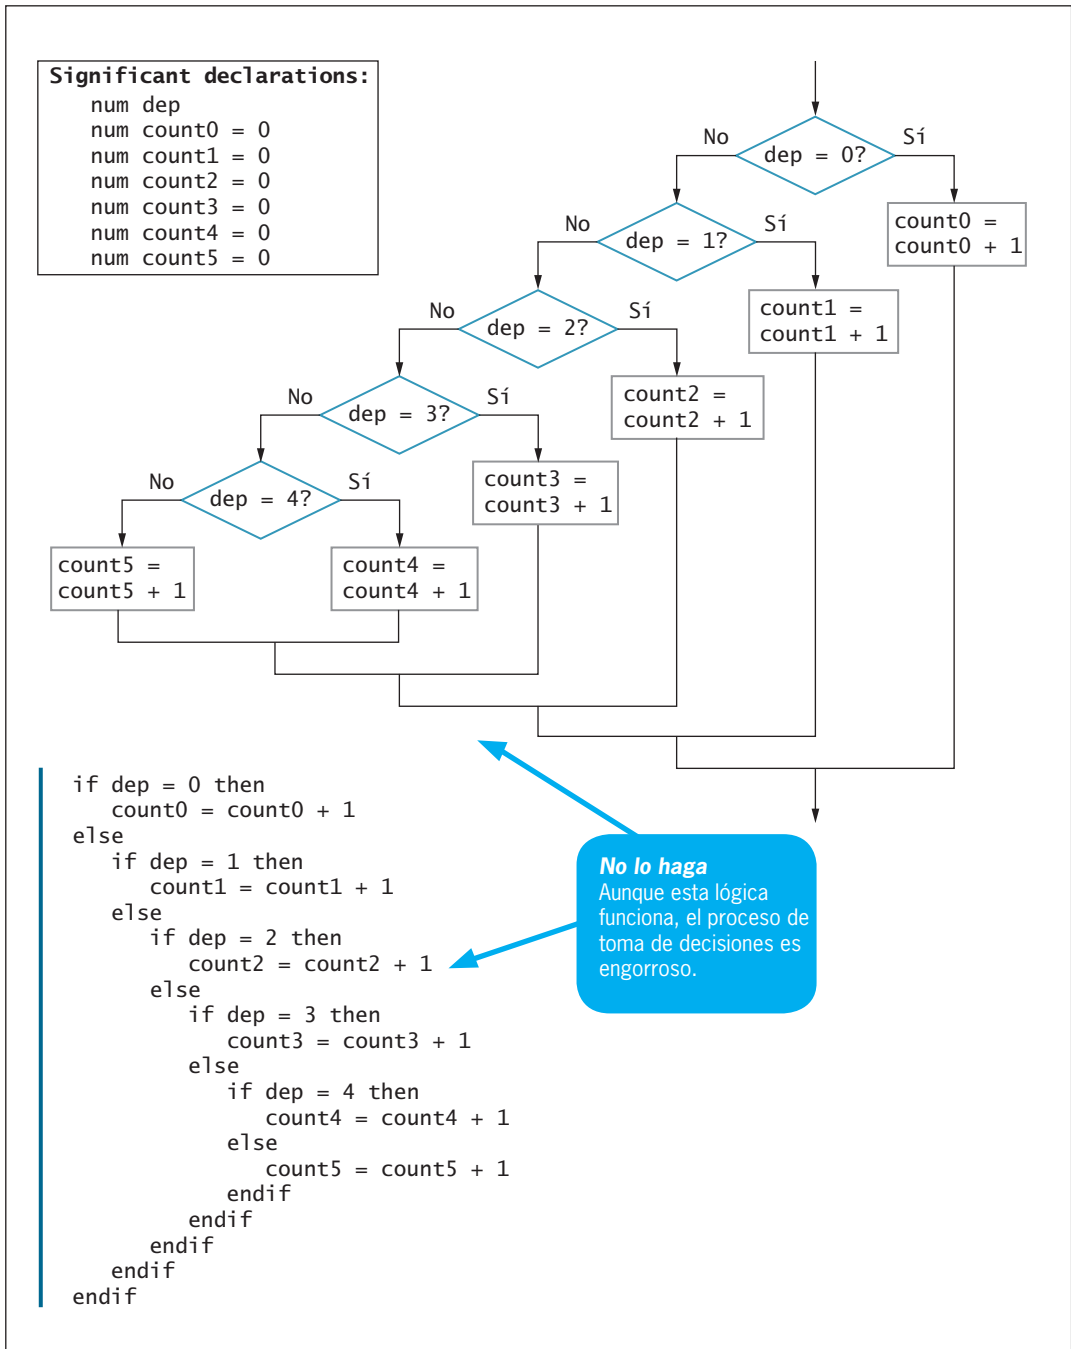 Significant declarations:
num dep
num count0 = 0
num count1 = 0
num count2 = 0
num count3 = 0
num count4 = 0
num count5 = 0
dep = 0?
No
Sí
count0 =
count0 + 1
dep = 1?
No
Sí
count1 =
count1 + 1
dep = 2?
No
Sí
count2 =
count2 + 1
dep = 3?
No
Sí
count3 =
count3 + 1
dep = 4?
No
Sí
count5 =
count5 + 1
count4 =
count4 + 1
if dep = 0 then
count0 = count0 + 1
else
if dep = 1 then
count1 = count1 + 1
else
if dep = 2 then
count2 = count2 + 1
else
if dep = 3 then
count3 = count3 + 1
else
if dep = 4 then
count4 = count4 + 1
else
count5 = count5 + 1
endif
endif
endif
endif
endif
No lo haga
Aunque esta lógica
funciona, el proceso de
toma de decisiones es
engorroso.